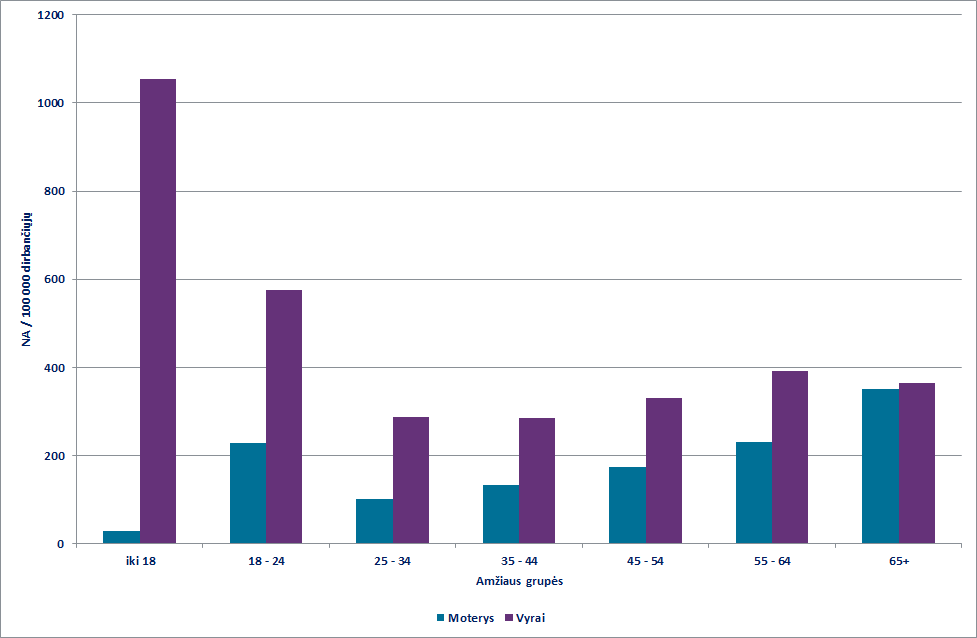 1200
1000
800
600
400
200
0
NA / 100 000 dirbančiųjų
iki 18
18 - 24
25 - 34
35 - 44
45 - 54
55 - 64
65+
Amžiaus grupės
Moterys
Vyrai